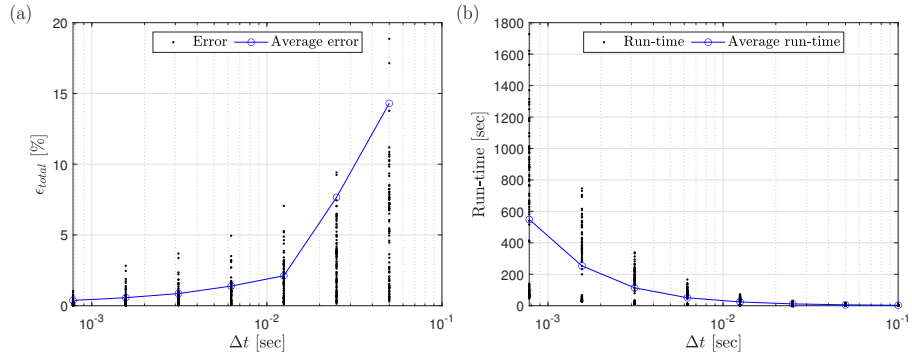 (a)
Error
Average error
20
15
10
5
0
ϵ_total [%]
10^-3
10^-2
10^-1
Δt [sec]
(b)
Run-time
Average run-time
1800
1600
1400
1200
1000
800
600
400
200
0
Run-time [sec]
10^-3
10^-2
10^-1
Δt [sec]